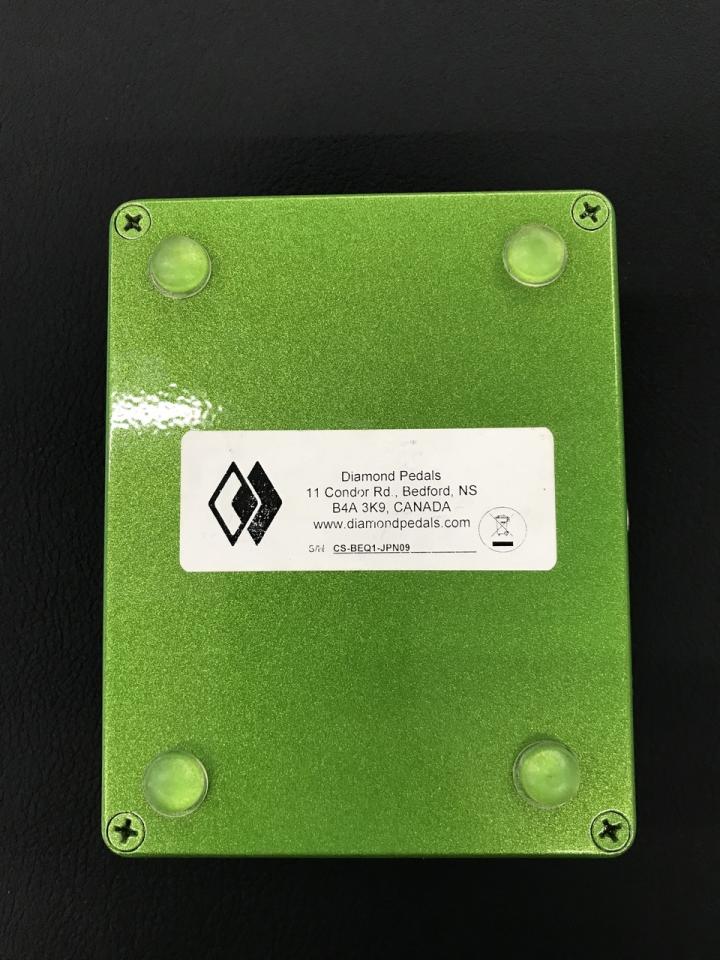 Diamond Pedals
11 Condor Rd., Bedford, NS
B4A 3K9, CANADA
www.diamondpedals.com
S/N: CS-BEQ1-JPN09